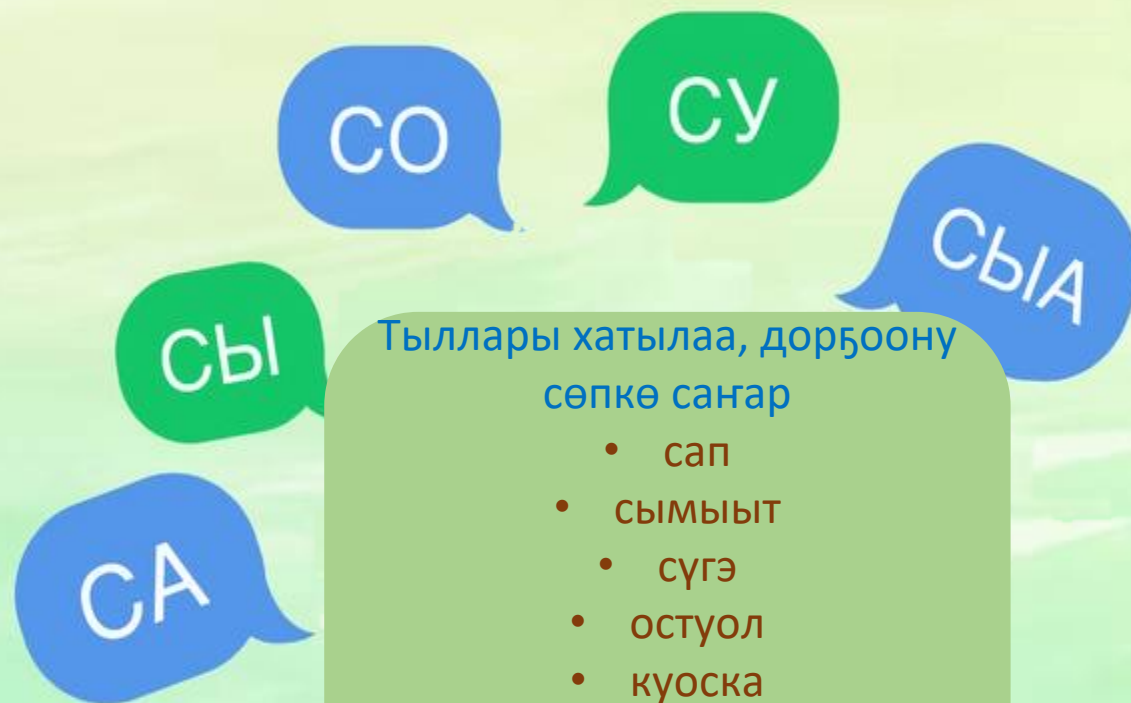 СО
СУ
СЫА
СЫ
СА
Тыллары хатылаа, дорҕоону
сөпкө саҥар
• сап
• сымыыт
• сүгэ
• остуол
• куоска